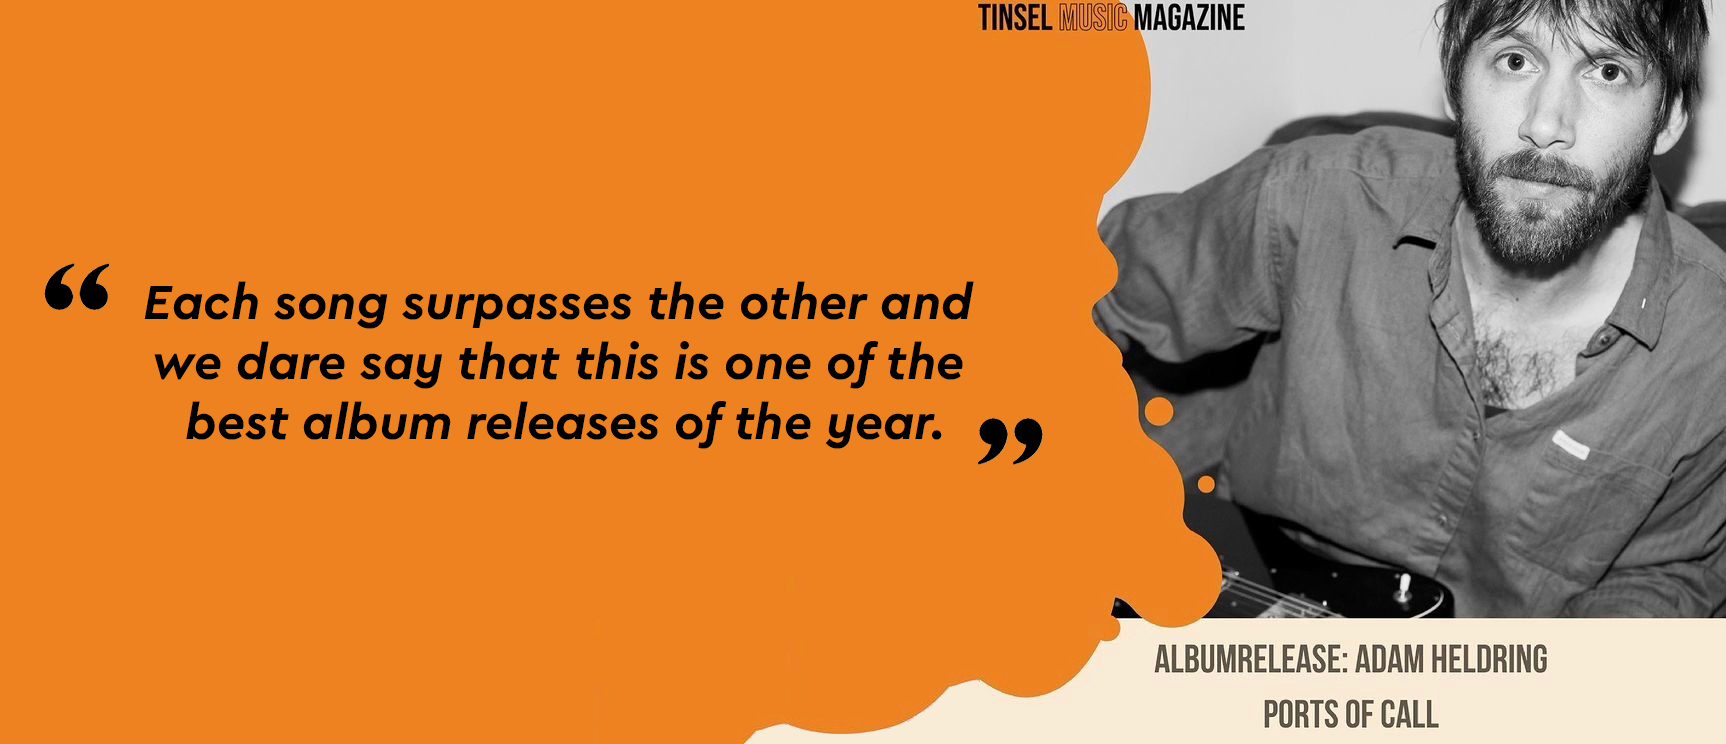 TINSEL MUSIC MAGAZINE
“ Each song surpasses the other and
we dare say that this is one of the
best album releases of the year. ”
ALBUMRELEASE: ADAM HELDRING
PORTS OF CALL